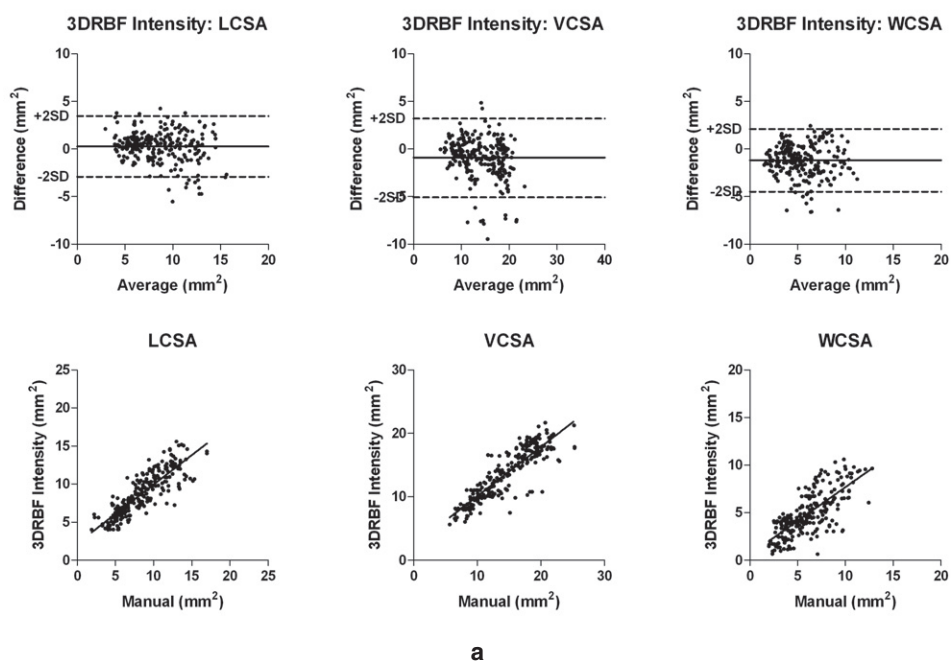 3DRBF Intensity: LCSA
3DRBF Intensity: VCSA
3DRBF Intensity: WCSA
Difference (mm²)
10
5
+2SD
0
-2SD
-5
-10
0 5 10 15 20
Average (mm²)
Difference (mm²)
10
5
+2SD
0
-2SD
-5
-10
0 10 20 30 40
Average (mm²)
Difference (mm²)
10
5
+2SD
0
-2SD
-5
-10
0 5 10 15 20
Average (mm²)
LCSA
VCSA
WCSA
3DRBF Intensity (mm²)
25
20
15
10
5
0
0 5 10 15 20 25
Manual (mm²)
3DRBF Intensity (mm²)
30
20
10
0
0 10 20 30
Manual (mm²)
3DRBF Intensity (mm²)
20
15
10
5
0
0 5 10 15 20
Manual (mm²)
a